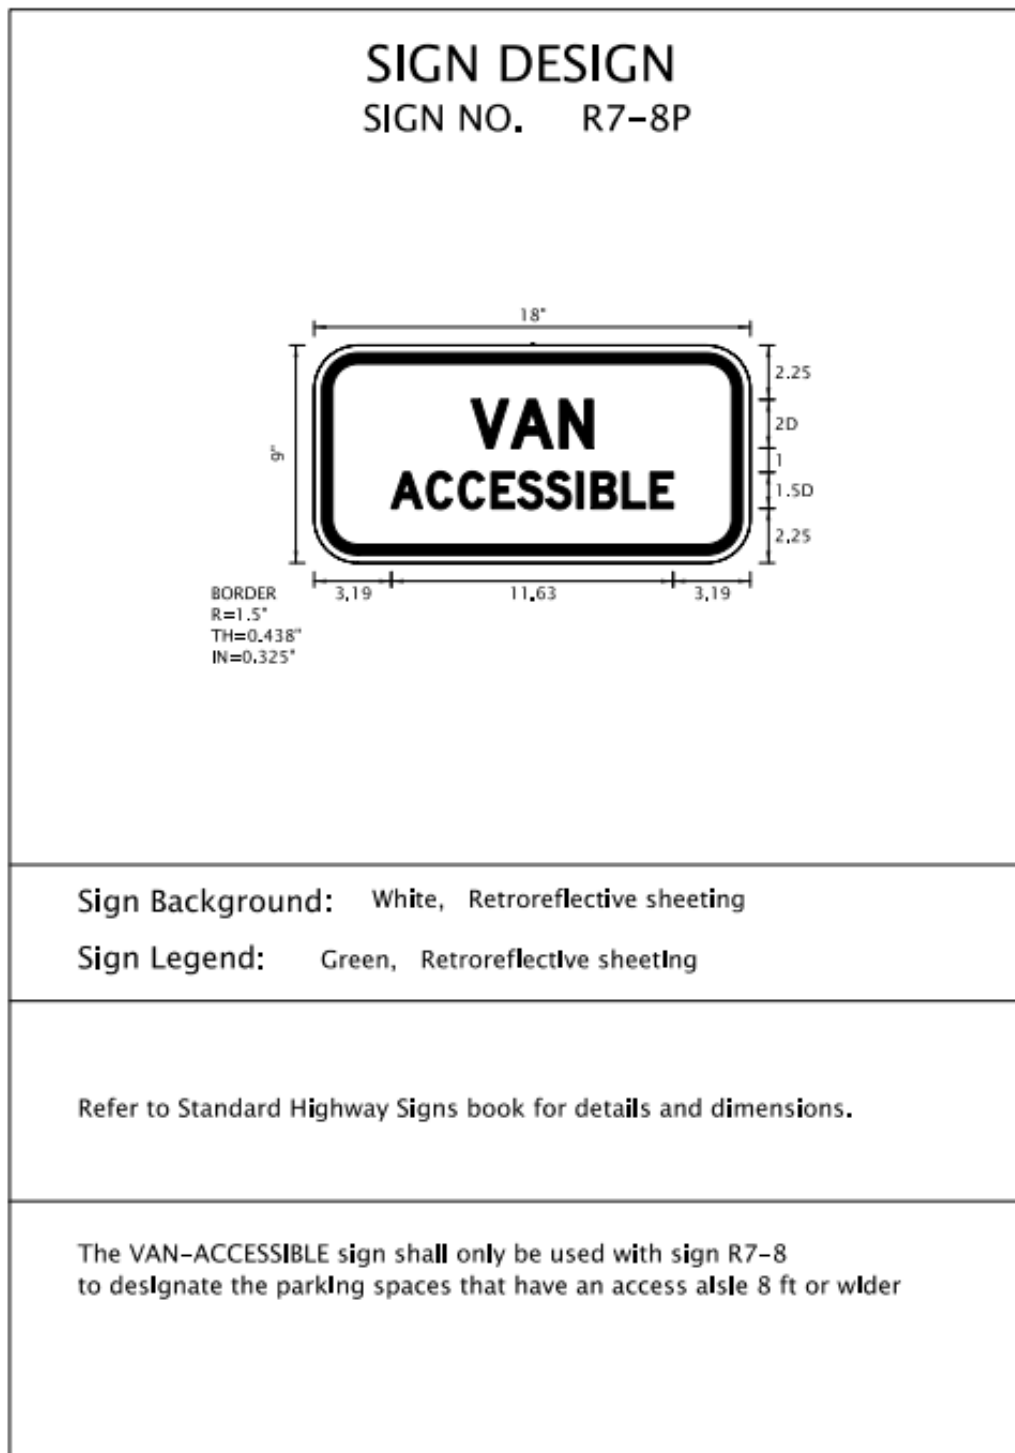 SIGN DESIGN
SIGN NO. R7-8P
18"
9"
VAN
ACCESSIBLE
2.25
2D
1
1.5D
2.25
3.19 11.63 3.19
BORDER
R=1.5"
TH=0.438"
IN=0.325"
Sign Background: White, Retroreflective sheeting
Sign Legend: Green, Retroreflective sheeting
Refer to Standard Highway Signs book for details and dimensions.
The VAN-ACCESSIBLE sign shall only be used with sign R7-8
to designate the parking spaces that have an access aisle 8 ft or wider